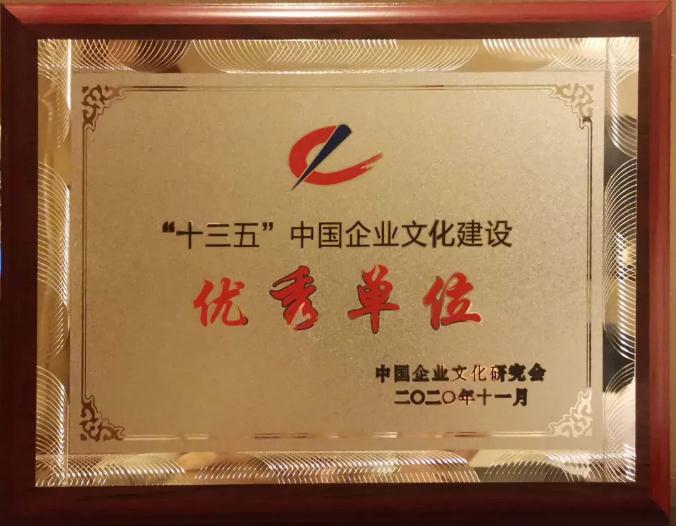 “十三五”中国企业文化建设
优秀单位
中国企业文化研究会
二〇二〇年十一月